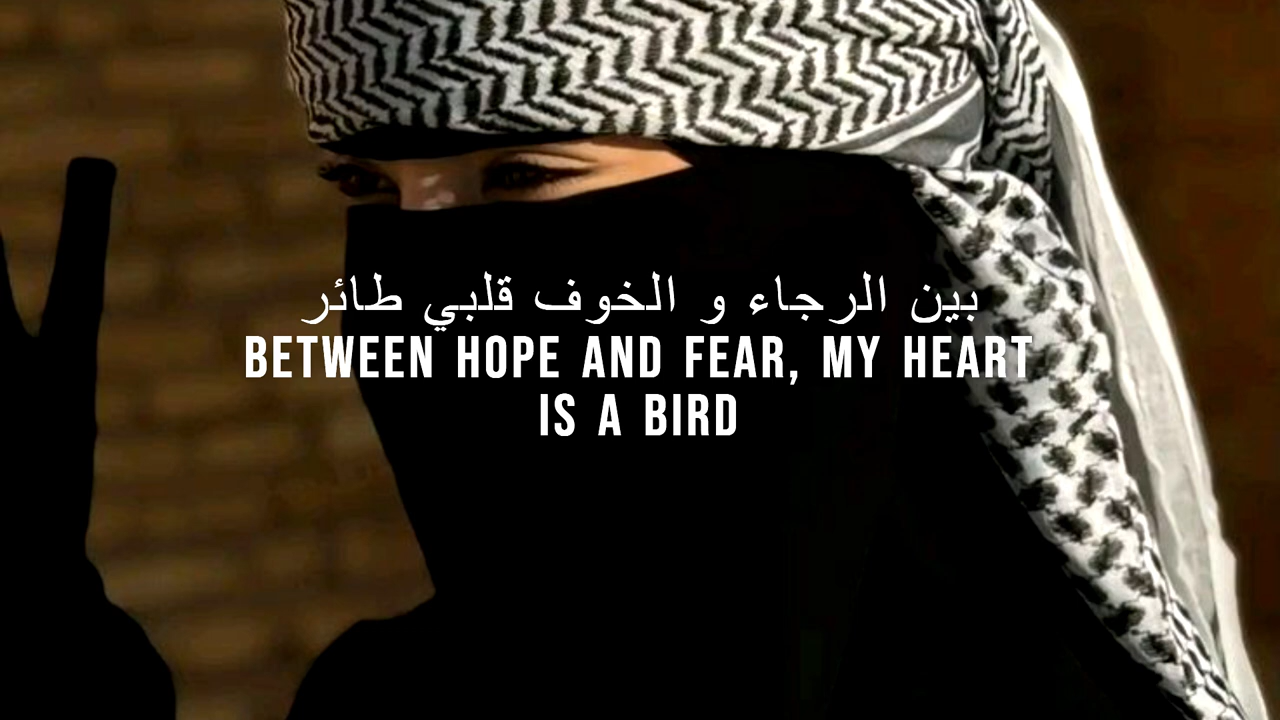 بين الرجاء و الخوف قلبي طائر
BETWEEN HOPE AND FEAR, MY HEART
IS A BIRD